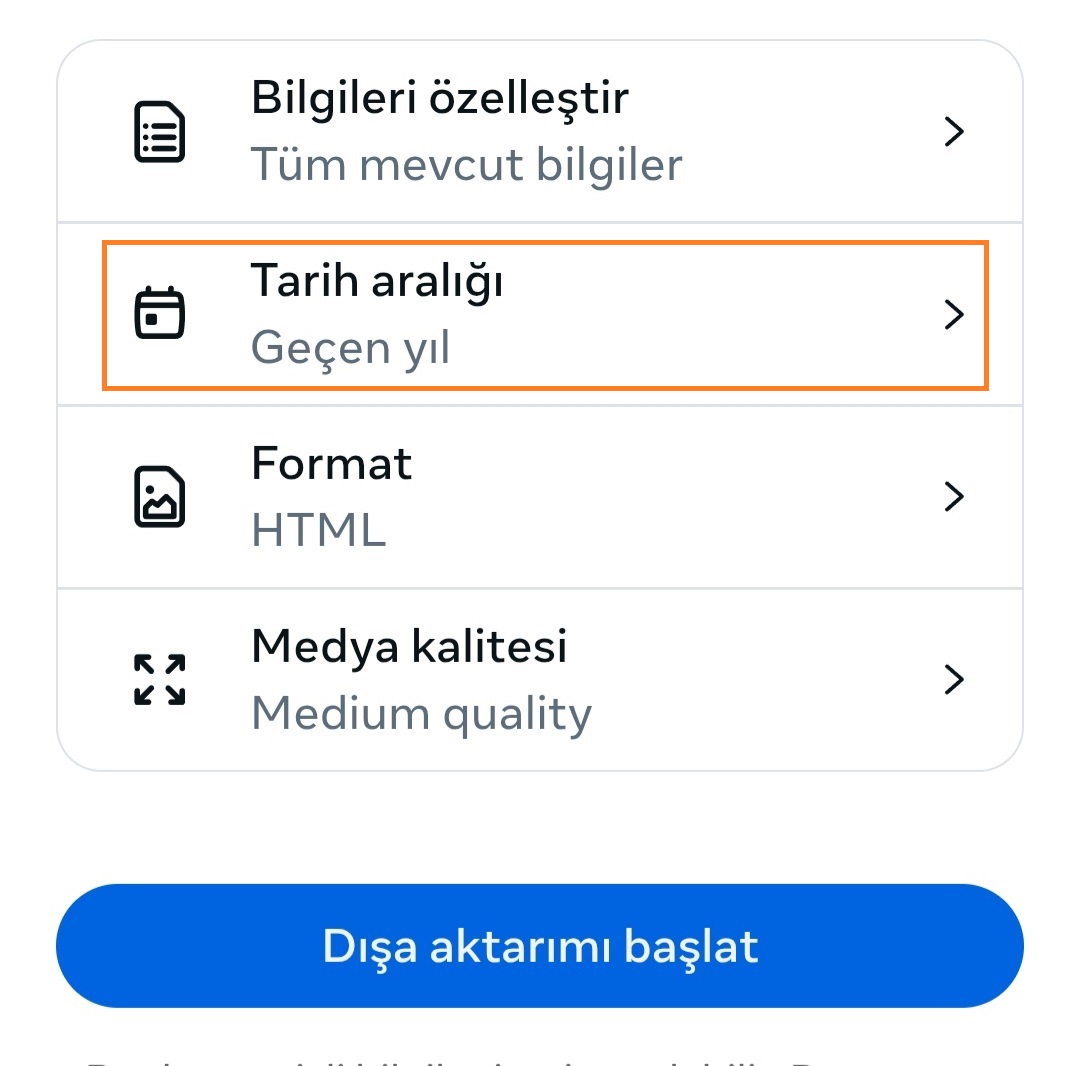 Bilgileri özelleştir
Tüm mevcut bilgiler
Tarih aralığı
Geçen yıl
Format
HTML
Medya kalitesi
Medium quality
Dışa aktarımı başlat